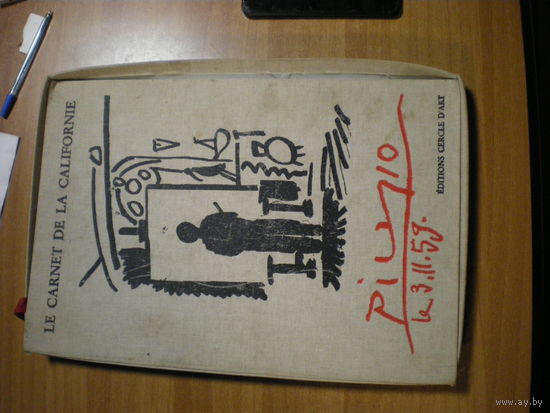 LE CARNET DE LA CALIFORNIE
Picasso
le 3.11.59.
ÉDITIONS CERCLE D'ART
www.ay.by